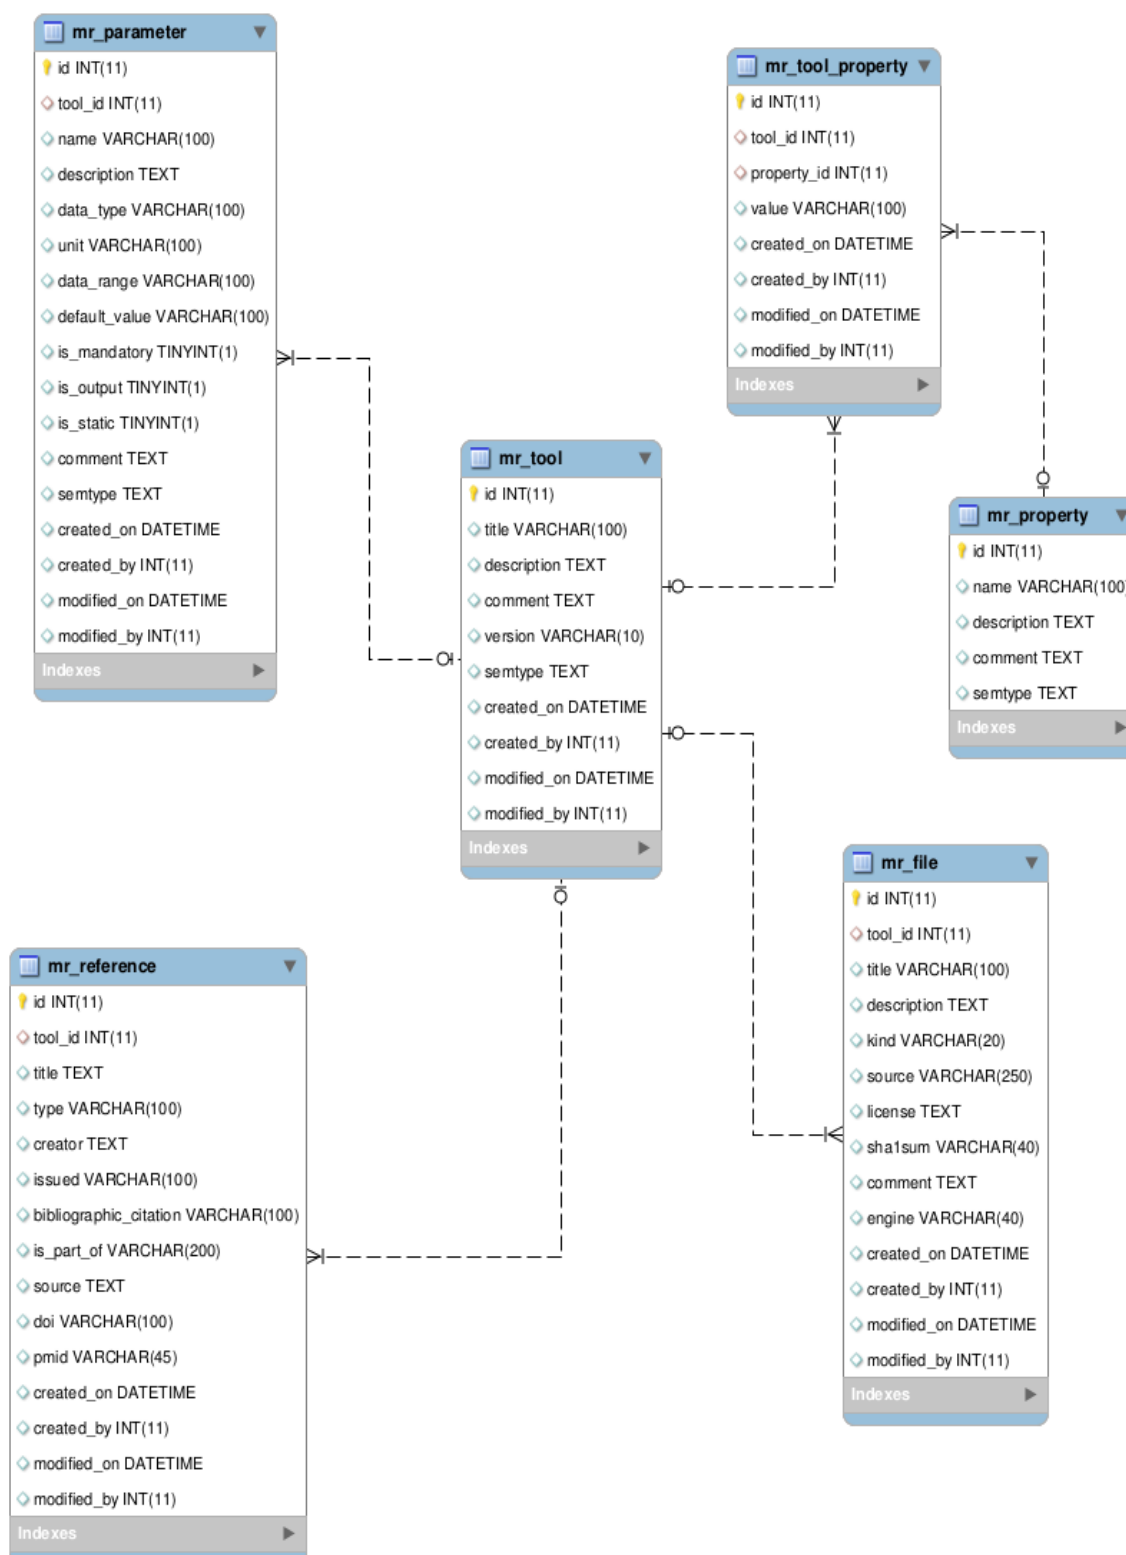 mr_parameter
id INT(11)
tool_id INT(11)
name VARCHAR(100)
description TEXT
data_type VARCHAR(100)
unit VARCHAR(100)
data_range VARCHAR(100)
default_value VARCHAR(100)
is_mandatory TINYINT(1)
is_output TINYINT(1)
is_static TINYINT(1)
comment TEXT
semtype TEXT
created_on DATETIME
created_by INT(11)
modified_on DATETIME
modified_by INT(11)
Indexes
mr_tool_property
id INT(11)
tool_id INT(11)
property_id INT(11)
value VARCHAR(100)
created_on DATETIME
created_by INT(11)
modified_on DATETIME
modified_by INT(11)
Indexes
mr_tool
id INT(11)
title VARCHAR(100)
description TEXT
comment TEXT
version VARCHAR(10)
semtype TEXT
created_on DATETIME
created_by INT(11)
modified_on DATETIME
modified_by INT(11)
Indexes
mr_property
id INT(11)
name VARCHAR(100)
description TEXT
comment TEXT
semtype TEXT
Indexes
mr_file
id INT(11)
tool_id INT(11)
title VARCHAR(100)
description TEXT
kind VARCHAR(20)
source VARCHAR(250)
license TEXT
sha1sum VARCHAR(40)
comment TEXT
engine VARCHAR(40)
created_on DATETIME
created_by INT(11)
modified_on DATETIME
modified_by INT(11)
Indexes
mr_reference
id INT(11)
tool_id INT(11)
title TEXT
type VARCHAR(100)
creator TEXT
issued VARCHAR(100)
bibliographic_citation VARCHAR(100)
is_part_of VARCHAR(200)
source TEXT
doi VARCHAR(100)
pmid VARCHAR(45)
created_on DATETIME
created_by INT(11)
modified_on DATETIME
modified_by INT(11)
Indexes